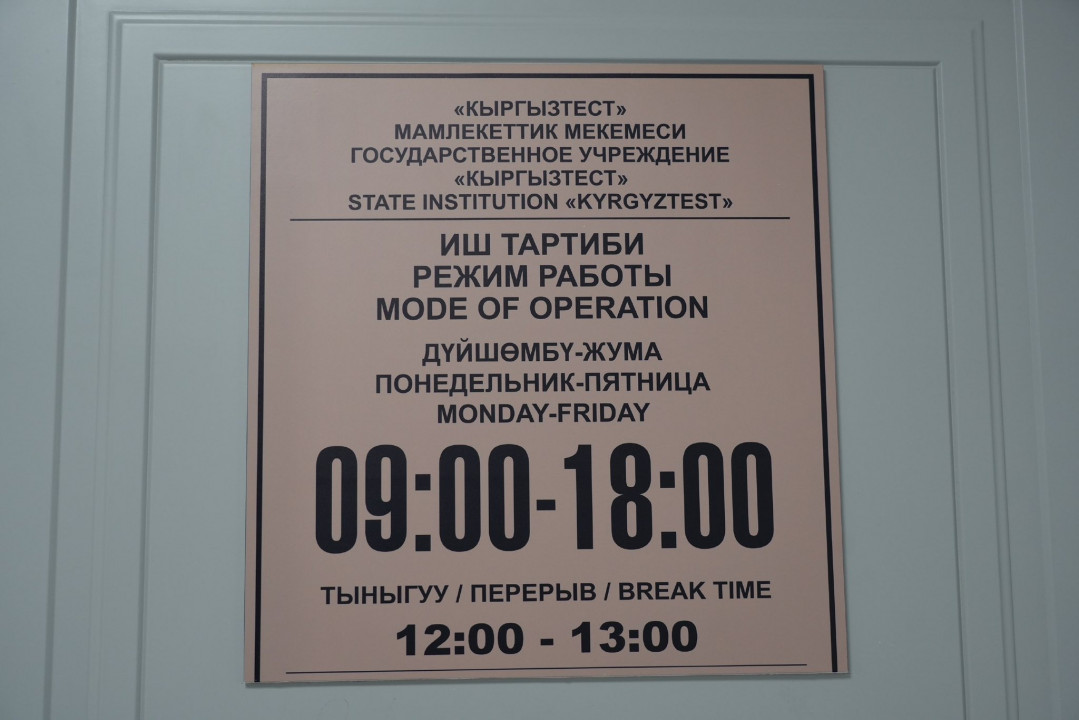 «КЫРГЫЗТЕСТ»
МАМЛЕКЕТТИК МЕКЕМЕСИ
ГОСУДАРСТВЕННОЕ УЧРЕЖДЕНИЕ
«КЫРГЫЗТЕСТ»
STATE INSTITUTION «KYRGYZTEST»
ИШ ТАРТИБИ
РЕЖИМ РАБОТЫ
MODE OF OPERATION
ДҮЙШӨМБҮ-ЖУМА
ПОНЕДЕЛЬНИК-ПЯТНИЦА
MONDAY-FRIDAY
09:00-18:00
ТЫНЫГУУ / ПЕРЕРЫВ / BREAK TIME
12:00 - 13:00